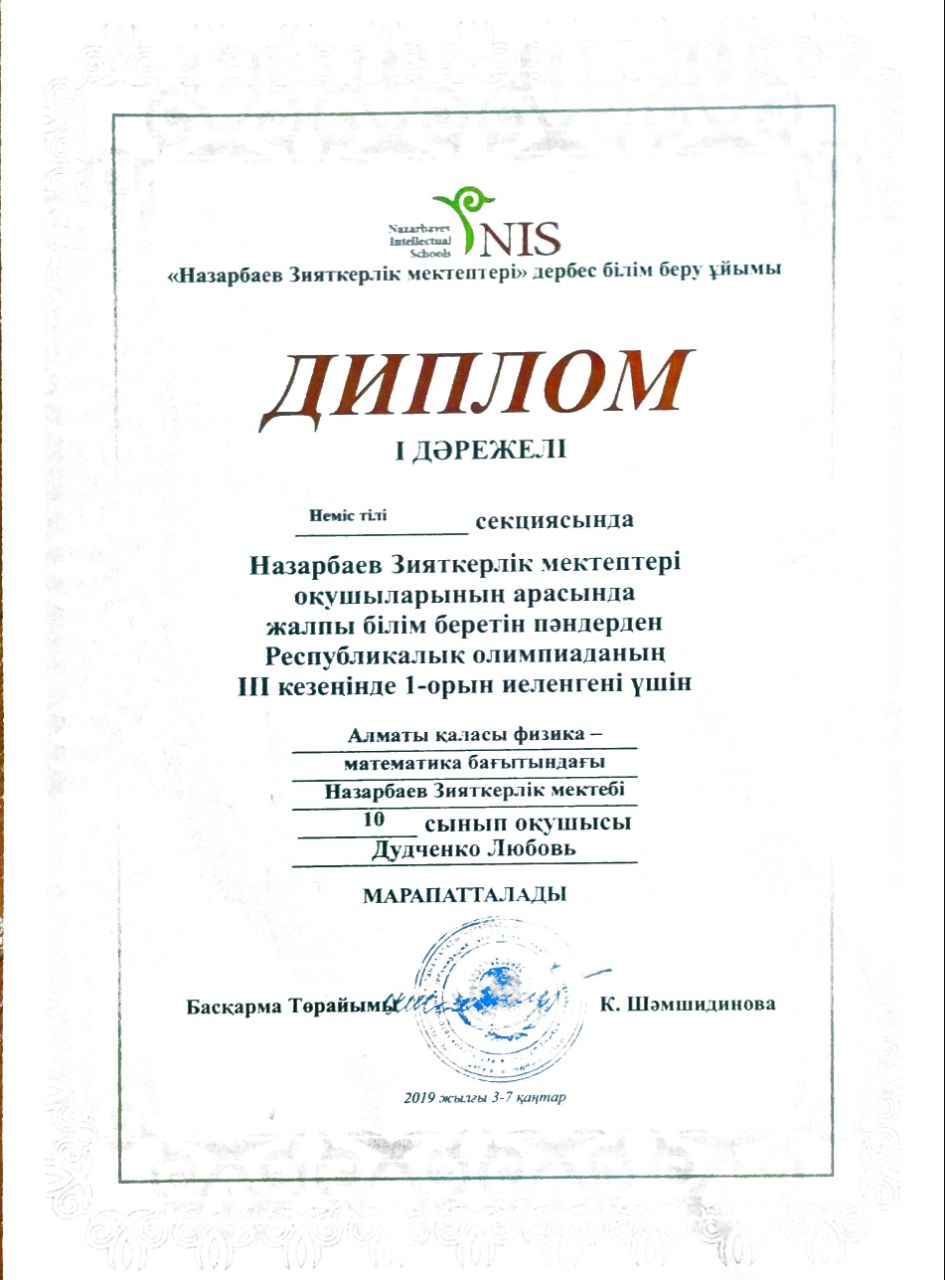 Nazarbayev
Intellectual
Schools
NIS
«Назарбаев Зияткерлік мектептері» дербес білім беру ұйымы
ДИПЛОМ
І ДӘРЕЖЕЛІ
Неміс тілі секциясында
Назарбаев Зияткерлік мектептері
оқушыларының арасында
жалпы білім беретін пәндерден
Республикалық олимпиаданың
ІІІ кезеңінде 1-орын иеленгені үшін
Алматы қаласы физика –
математика бағытындағы
Назарбаев Зияткерлік мектебі
10 сынып оқушысы
Дудченко Любовь
МАРАПАТТАЛАДЫ
Басқарма Төрайымы К. Шәмшидинова
2019 жылғы 3-7 қаңтар